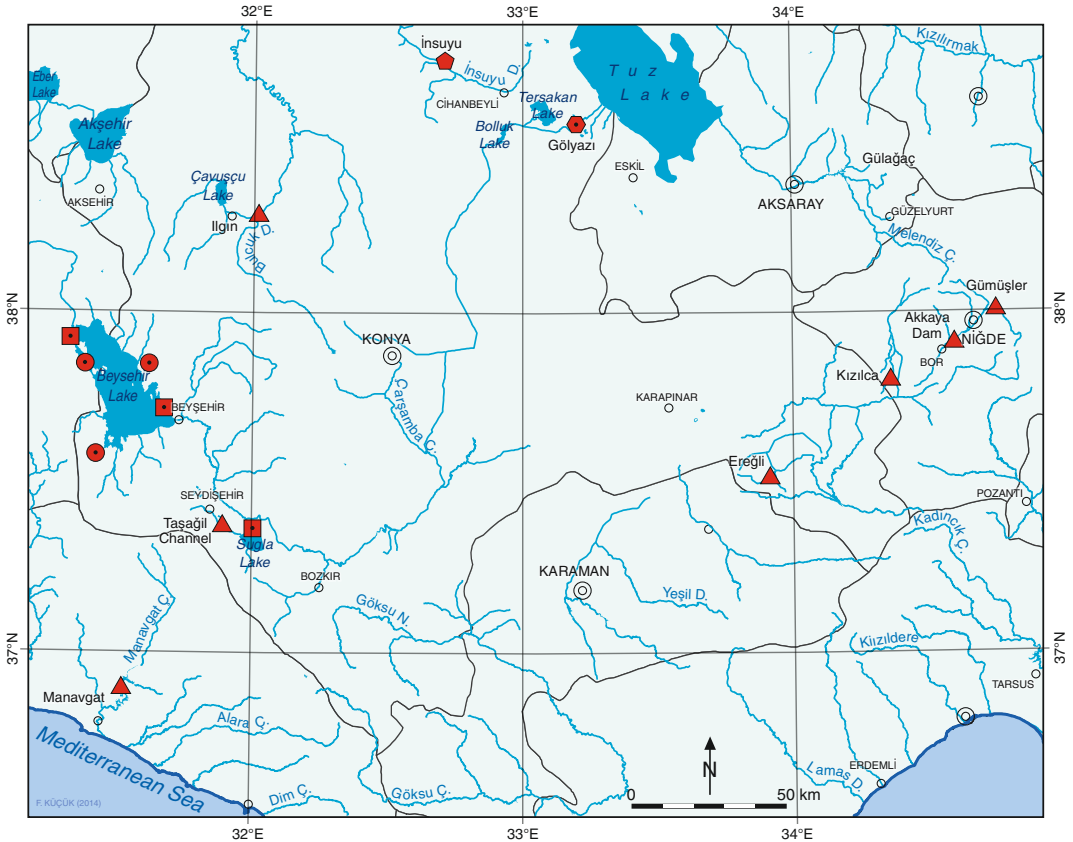 32°E
33°E
34°E
İnsuyu
İnsuyu D.
CİHANBEYLİ
Tuz
Lake
Kızılırmak
Eber
Lake
Akşehir
Lake
Tersakan
Lake
Bolluk
Lake
Gölyazı
ESKİL
Gülağaç
AKSARAY
GÜZELYURT
Melendiz Ç.
AKSEHİR
Çavuşçu
Lake
Ilgın
Bulcuk D.
38°N
38°N
Gümüşler
Akkaya
Dam
NİĞDE
BOR
Kızılca
KONYA
Çarşamba Ç.
KARAPINAR
Beyşehir
Lake
BEYŞEHİR
Ereğli
POZANTI
Kadıncık Ç.
SEYDİŞEHİR
Taşağil
Channel
Suğla
Lake
BOZKIR
KARAMAN
Göksu N.
Yeşil D.
Manavgat Ç.
37°N
37°N
Kıızıldere
TARSUS
Manavgat
Alara Ç.
Mediterranean Sea
Dim Ç.
Göksu Ç.
N
0
50 km
Lamas D.
ERDEMLİ
F. KÜÇÜK (2014)
32°E
33°E
34°E